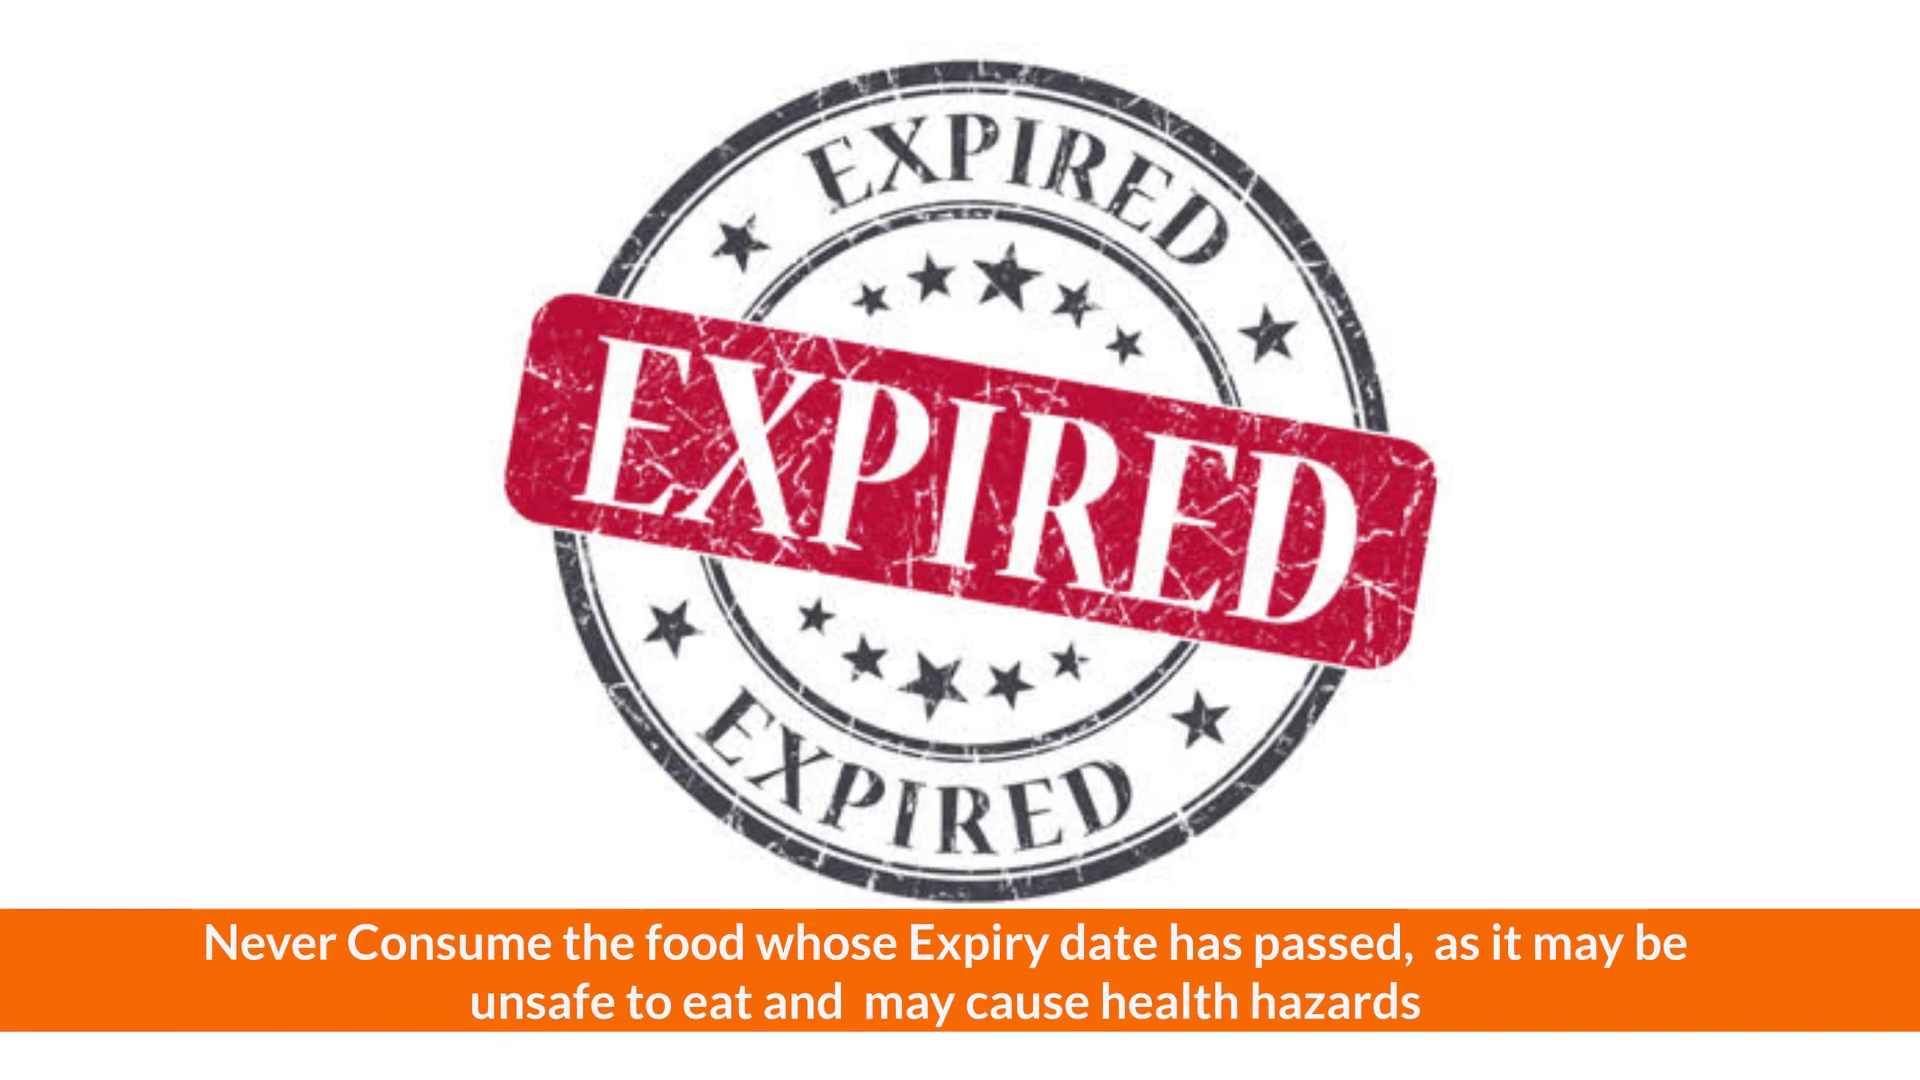 EXPIRED
EXPIRED
EXPIRED
Never Consume the food whose Expiry date has passed,  as it may be
unsafe to eat and  may cause health hazards